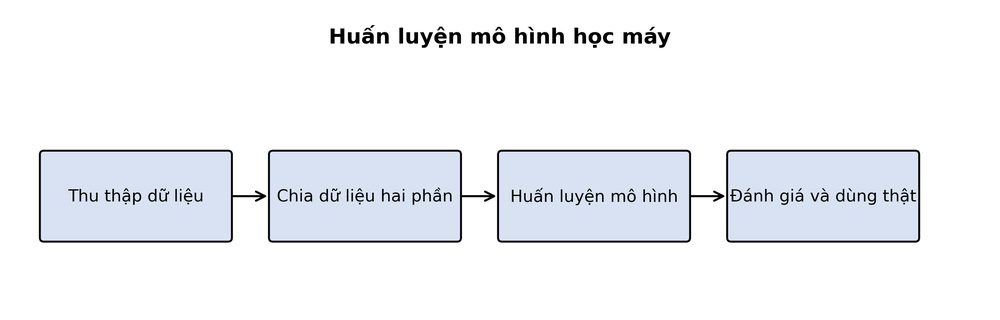 Huấn luyện mô hình học máy
Thu thập dữ liệu
Chia dữ liệu hai phần
Huấn luyện mô hình
Đánh giá và dùng thật